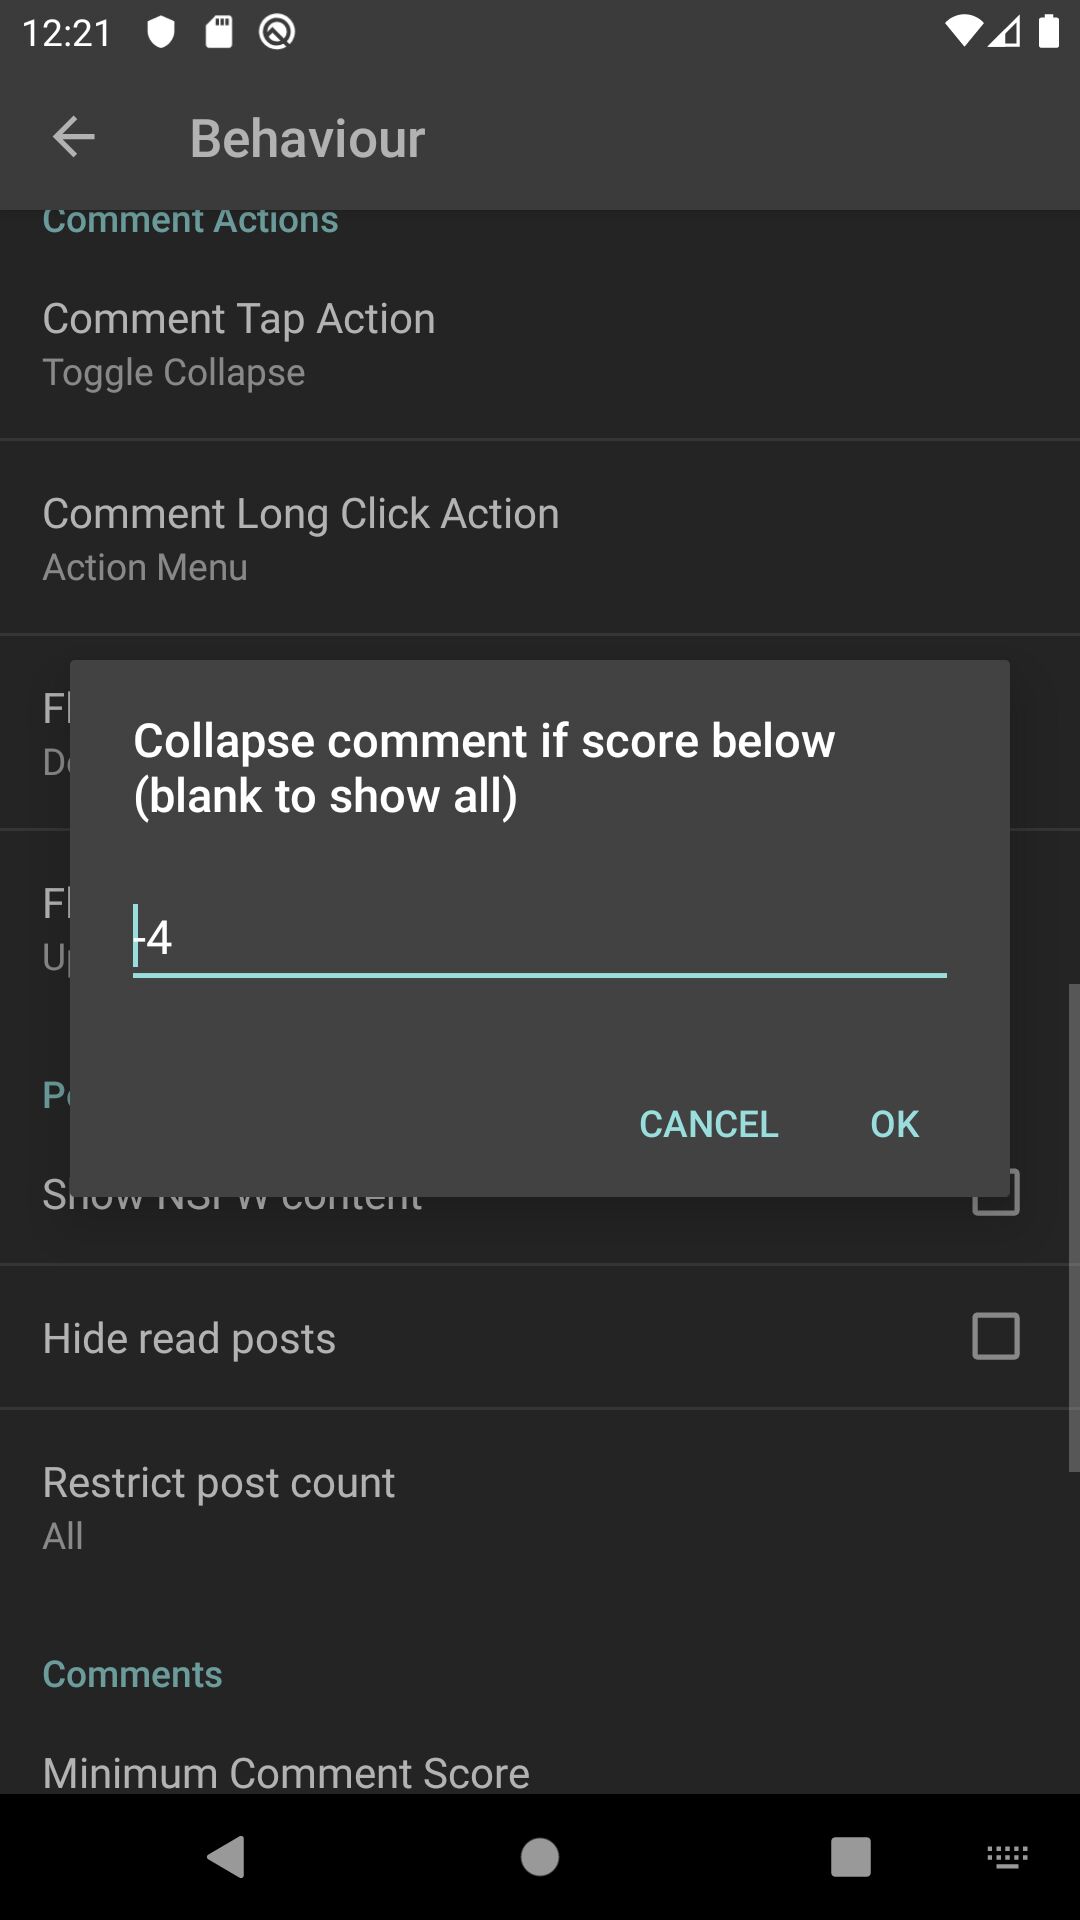 12:21
Behaviour
Comment Actions
Comment Tap Action
Toggle Collapse
Comment Long Click Action
Action Menu
Collapse comment if score below
(blank to show all)
-4
CANCEL
OK
Show NSFW content
Hide read posts
Restrict post count
All
Comments
Minimum Comment Score